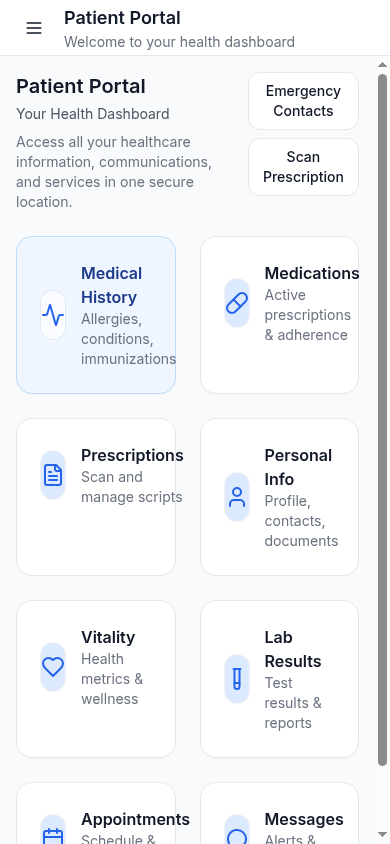 Patient Portal
Welcome to your health dashboard
Patient Portal
Your Health Dashboard
Access all your healthcare
information, communications,
and services in one secure
location.
Emergency
Contacts
Scan
Prescription
Medical
History
Allergies,
conditions,
immunizations
Medications
Active
prescriptions
& adherence
Prescriptions
Scan and
manage scripts
Personal
Info
Profile,
contacts,
documents
Vitality
Health
metrics &
wellness
Lab
Results
Test
results &
reports
Appointments
Schedule &
Messages
Alerts &